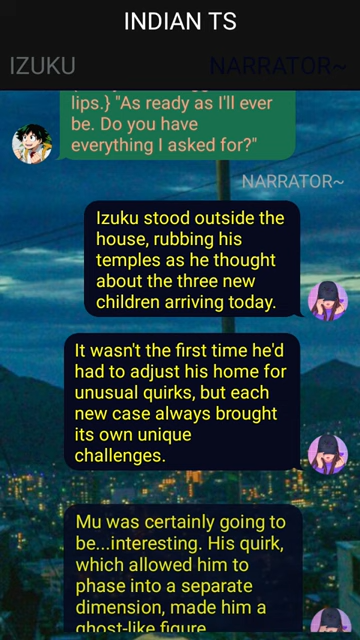 INDIAN TS
IZUKU NARRATOR~
lips.} "As ready as I'll ever
be. Do you have
everything I asked for?"
NARRATOR~
Izuku stood outside the
house, rubbing his
temples as he thought
about the three new
children arriving today.
It wasn't the first time he'd
had to adjust his home for
unusual quirks, but each
new case always brought
its own unique
challenges.
Mu was certainly going to
be...interesting. His quirk,
which allowed him to
phase into a separate
dimension, made him a
ghost-like figure